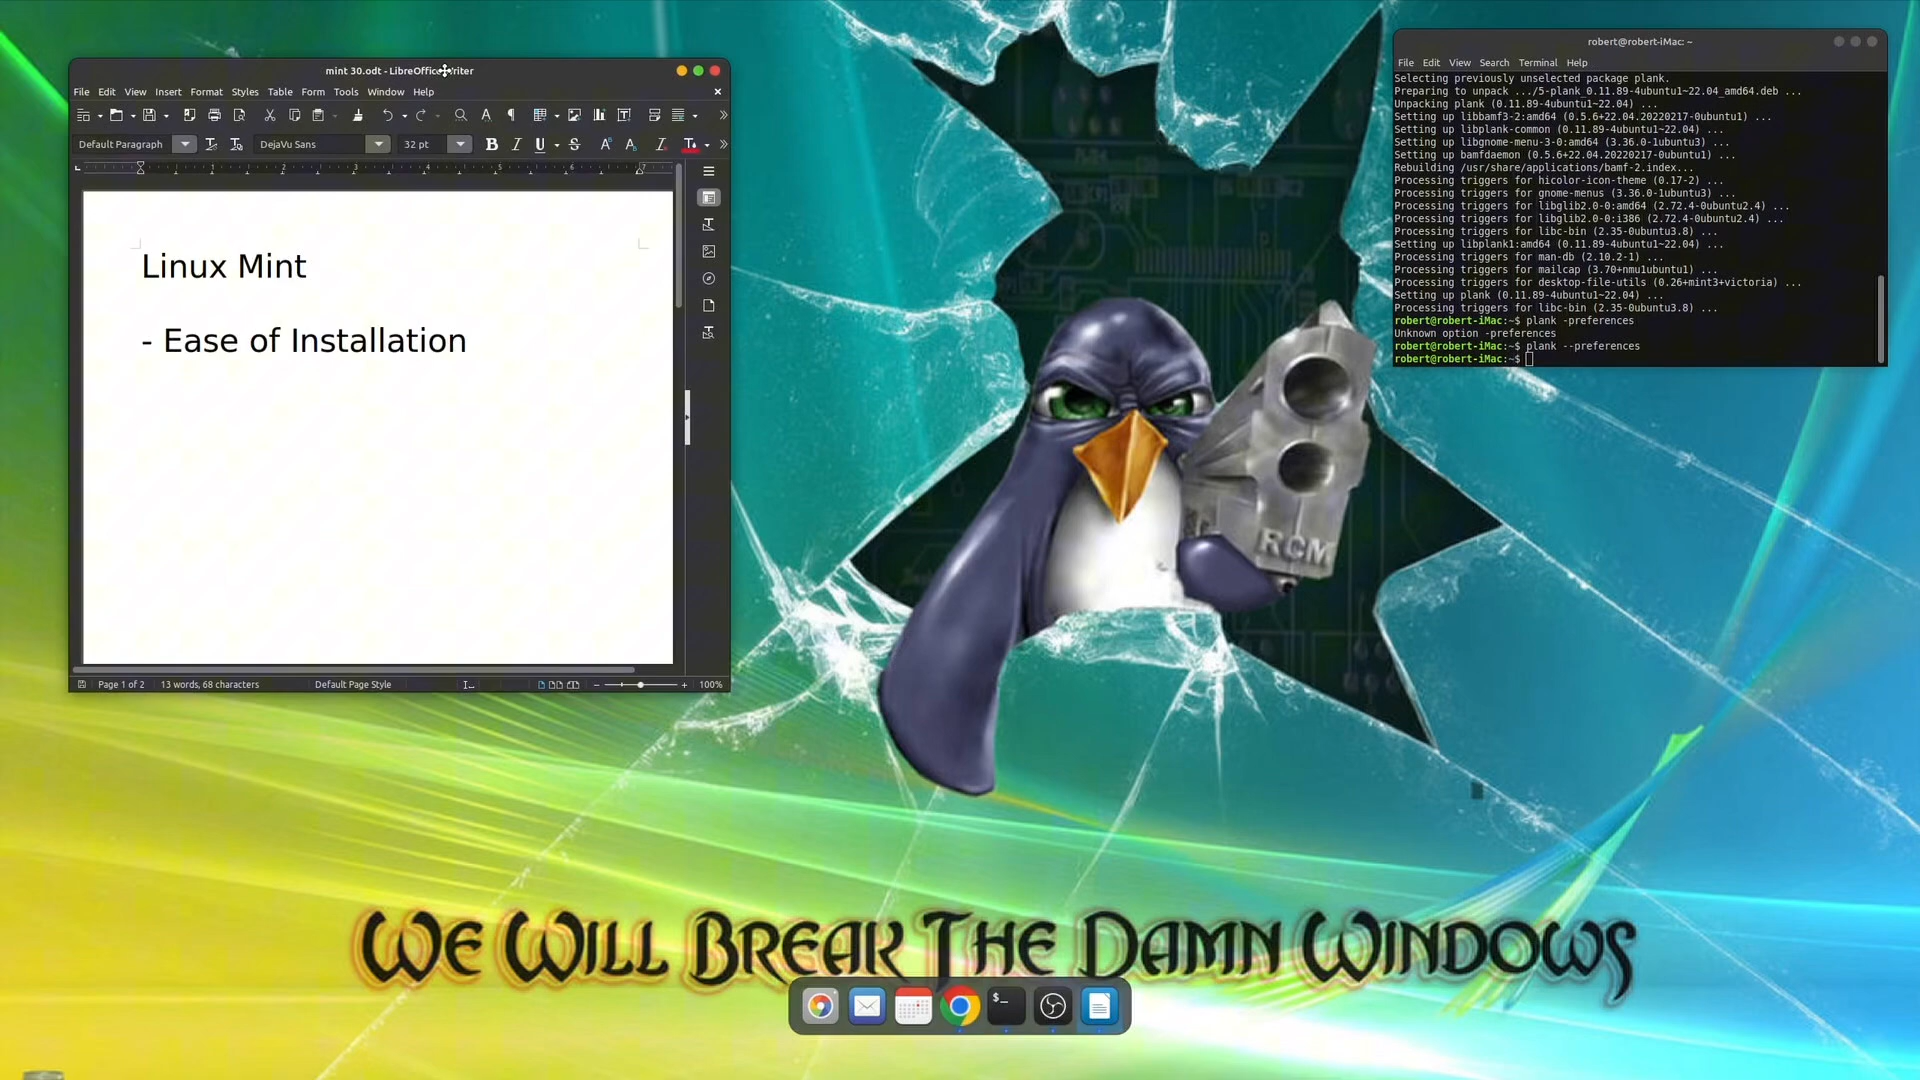 mint 30.odt - LibreOffice Writer
File Edit View Insert Format Styles Table Form Tools Window Help
Default Paragraph
DejaVu Sans
32 pt
Linux Mint
- Ease of Installation
Page 1 of 2
13 words, 68 characters
Default Page Style
100%
robert@robert-iMac: ~
File Edit View Search Terminal Help
Selecting previously unselected package plank.
Preparing to unpack .../5-plank_0.11.89-4ubuntu1~22.04_amd64.deb ...
Unpacking plank (0.11.89-4ubuntu1~22.04) ...
Setting up libbamf3-2:amd64 (0.5.6+22.04.20220217-0ubuntu1) ...
Setting up libplank-common (0.11.89-4ubuntu1~22.04) ...
Setting up libgnome-menu-3-0:amd64 (3.36.0-1ubuntu3) ...
Setting up bamfdaemon (0.5.6+22.04.20220217-0ubuntu1) ...
Rebuilding /usr/share/applications/bamf-2.index...
Processing triggers for hicolor-icon-theme (0.17-2) ...
Processing triggers for gnome-menus (3.36.0-1ubuntu3) ...
Processing triggers for libglib2.0-0:amd64 (2.72.4-0ubuntu2.4) ...
Processing triggers for libglib2.0-0:i386 (2.72.4-0ubuntu2.4) ...
Processing triggers for libc-bin (2.35-0ubuntu3.8) ...
Setting up libplank1:amd64 (0.11.89-4ubuntu1~22.04) ...
Processing triggers for man-db (2.10.2-1) ...
Processing triggers for mailcap (3.70+nmu1ubuntu1) ...
Processing triggers for desktop-file-utils (0.26+mint3+victoria) ...
Setting up plank (0.11.89-4ubuntu1~22.04) ...
Processing triggers for libc-bin (2.35-0ubuntu3.8) ...
robert@robert-iMac:~$ plank -preferences
Unknown option -preferences
robert@robert-iMac:~$ plank --preferences
robert@robert-iMac:~$
RCM
We Will Break The Damn Windows